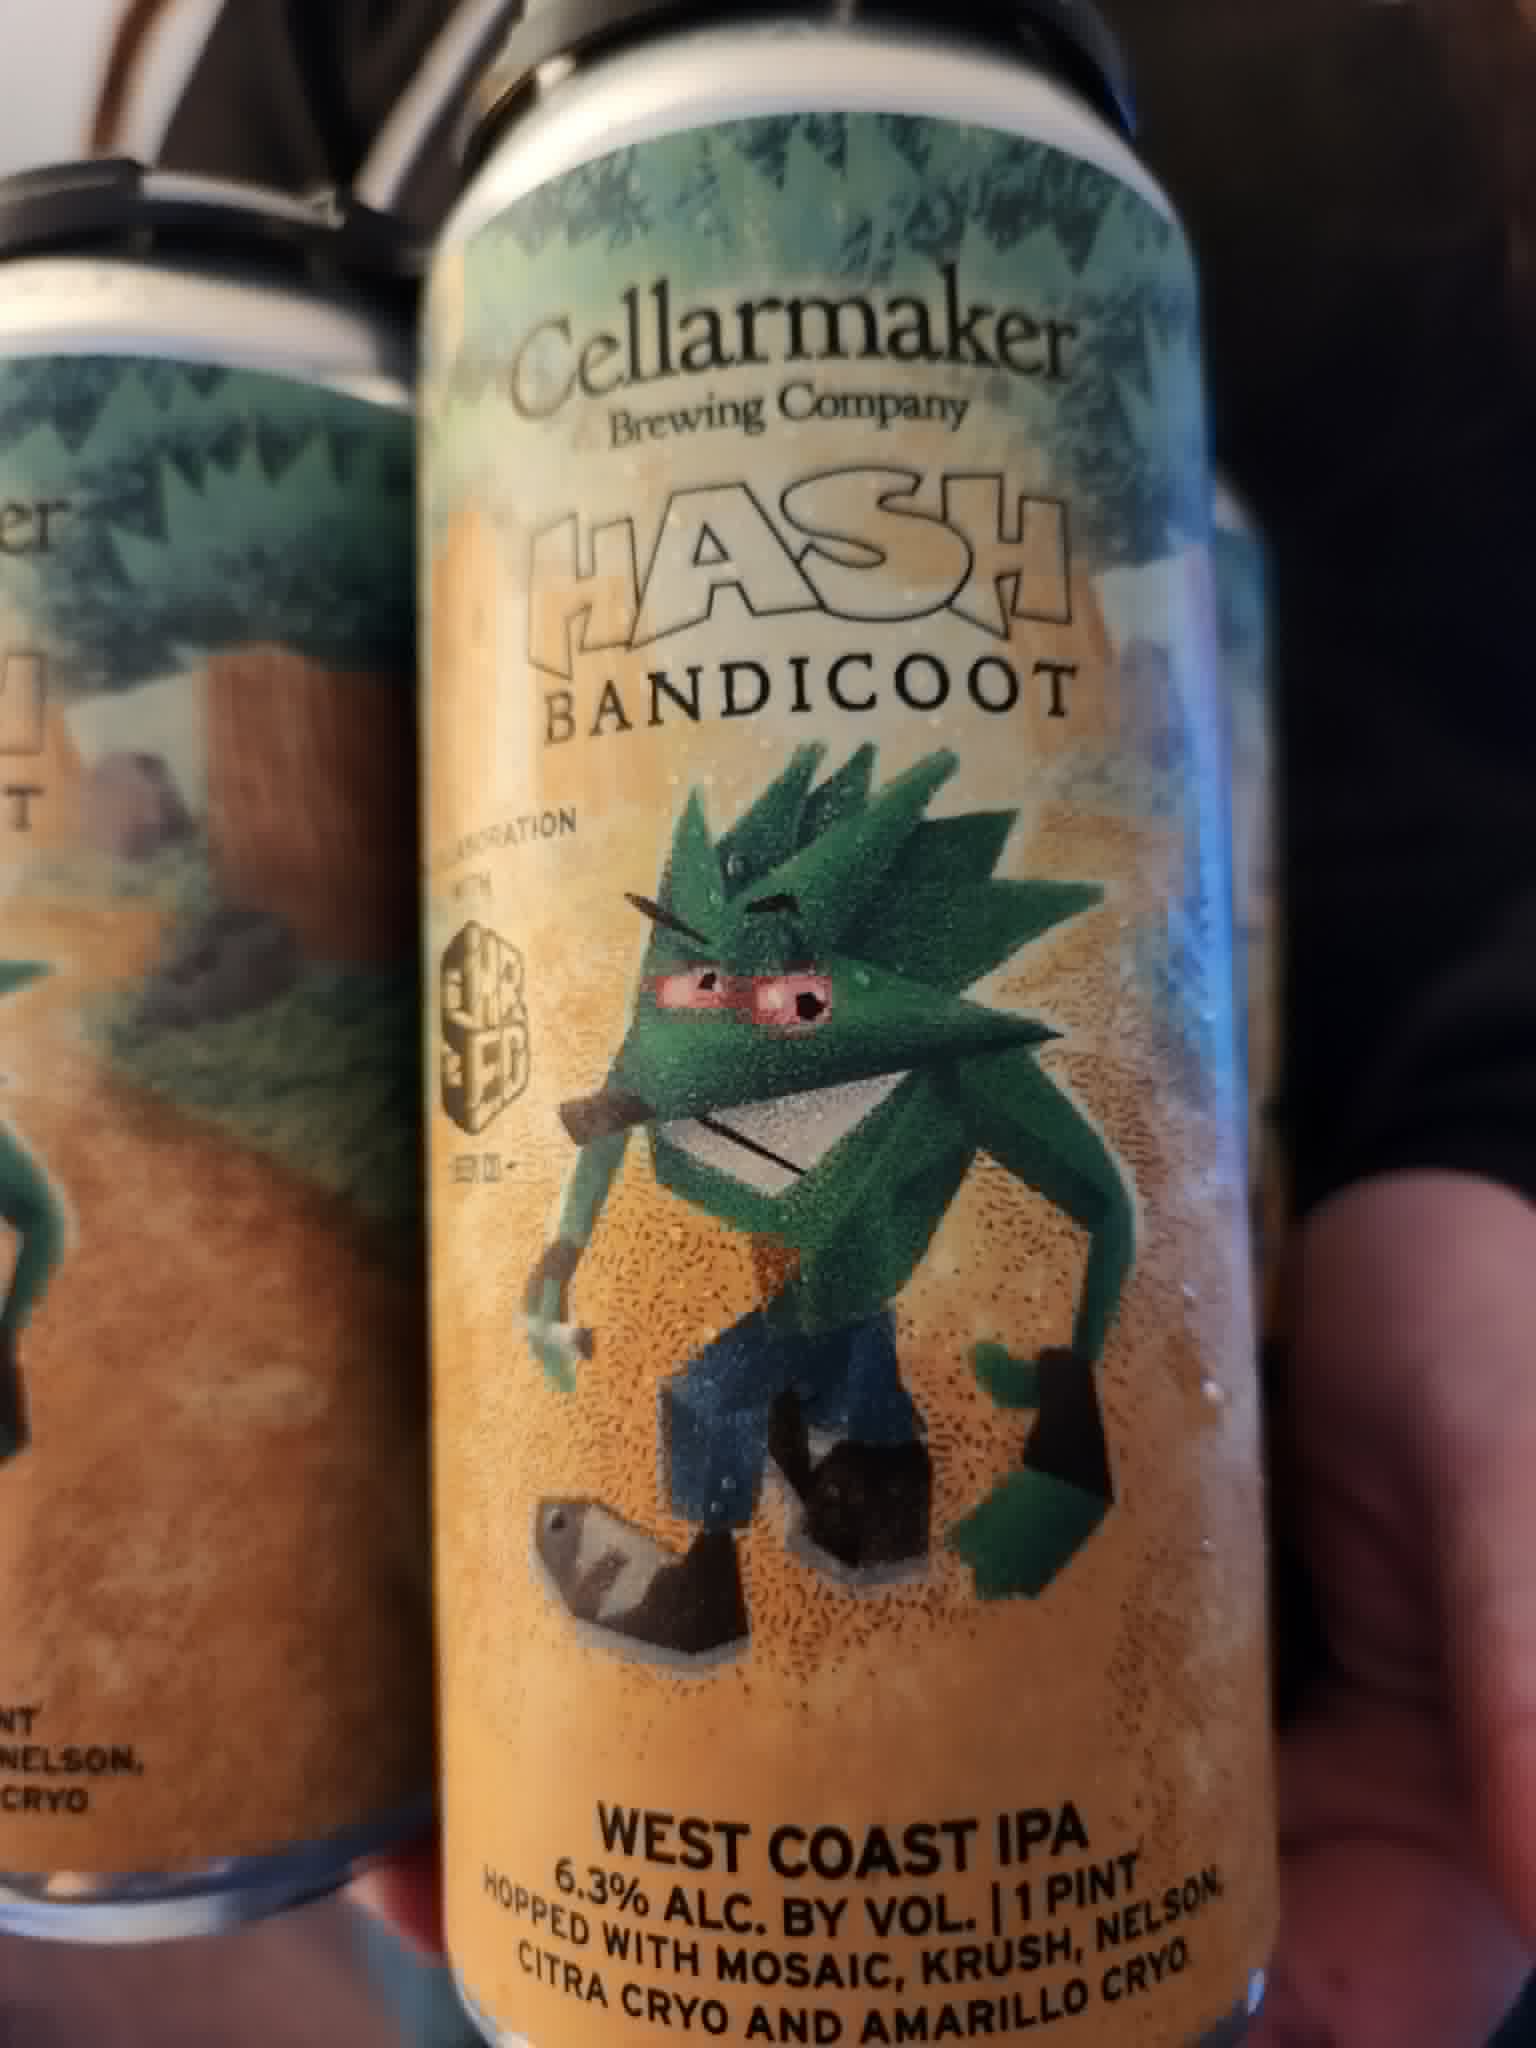 Cellarmaker
Brewing Company
HASH
BANDICOOT
WITH
WEST COAST IPA
6.3% ALC. BY VOL. | 1 PINT
HOPPED WITH MOSAIC, KRUSH, NELSON,
CITRA CRYO AND AMARILLO CRYO
er
T
NT
NELSON,
CRYO